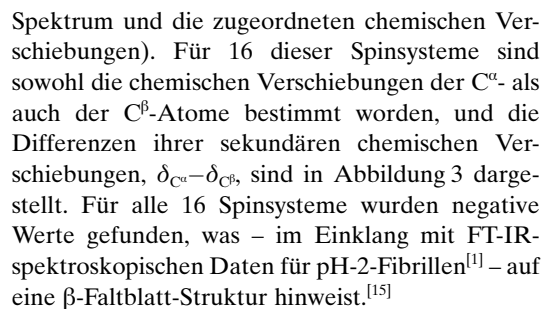 Spektrum und die zugeordneten chemischen Ver-
schiebungen). Für 16 dieser Spinsysteme sind
sowohl die chemischen Verschiebungen der Cα- als
auch der Cβ-Atome bestimmt worden, und die
Differenzen ihrer sekundären chemischen Ver-
schiebungen, δCα−δCβ, sind in Abbildung 3 darge-
stellt. Für alle 16 Spinsysteme wurden negative
Werte gefunden, was – im Einklang mit FT-IR-
spektroskopischen Daten für pH-2-Fibrillen[1] – auf
eine β-Faltblatt-Struktur hinweist.[15]